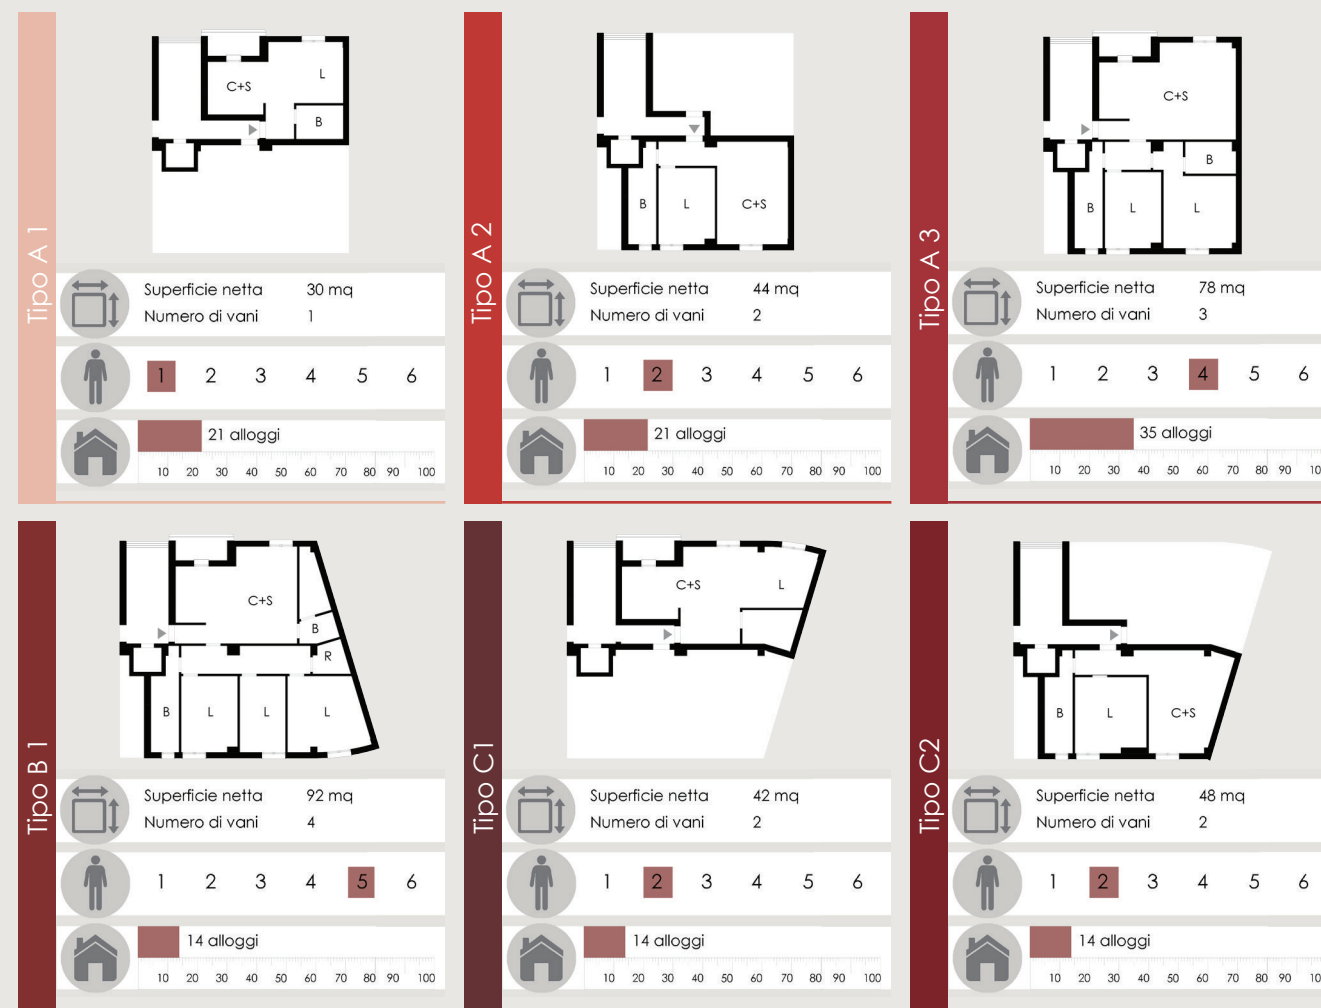 Tipo A 1
C+S
L
B
Superficie netta 30 mq
Numero di vani 1
1 2 3 4 5 6
21 alloggi
10 20 30 40 50 60 70 80 90 100
Tipo A 2
B L C+S
Superficie netta 44 mq
Numero di vani 2
1 2 3 4 5 6
21 alloggi
10 20 30 40 50 60 70 80 90 100
Tipo A 3
C+S
B
B L L
Superficie netta 78 mq
Numero di vani 3
1 2 3 4 5 6
35 alloggi
10 20 30 40 50 60 70 80 90 10
Tipo B 1
C+S
B
R
B L L L
Superficie netta 92 mq
Numero di vani 4
1 2 3 4 5 6
14 alloggi
10 20 30 40 50 60 70 80 90 100
Tipo C1
C+S L
Superficie netta 42 mq
Numero di vani 2
1 2 3 4 5 6
14 alloggi
10 20 30 40 50 60 70 80 90 100
Tipo C2
B L C+S
Superficie netta 48 mq
Numero di vani 2
1 2 3 4 5 6
14 alloggi
10 20 30 40 50 60 70 80 90 10